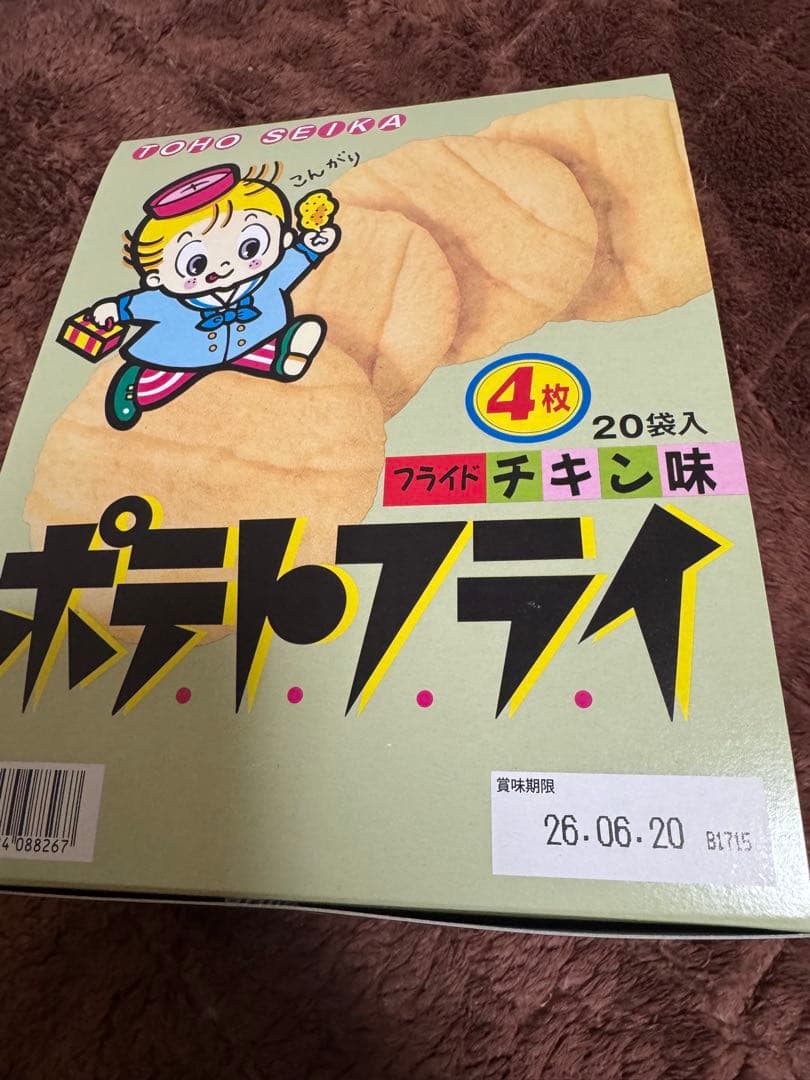 TOHO SEIKA
こんがり
4枚
20袋入
フライドチキン味
ポテトフライ
賞味期限
26.06.20 B1715
4088267